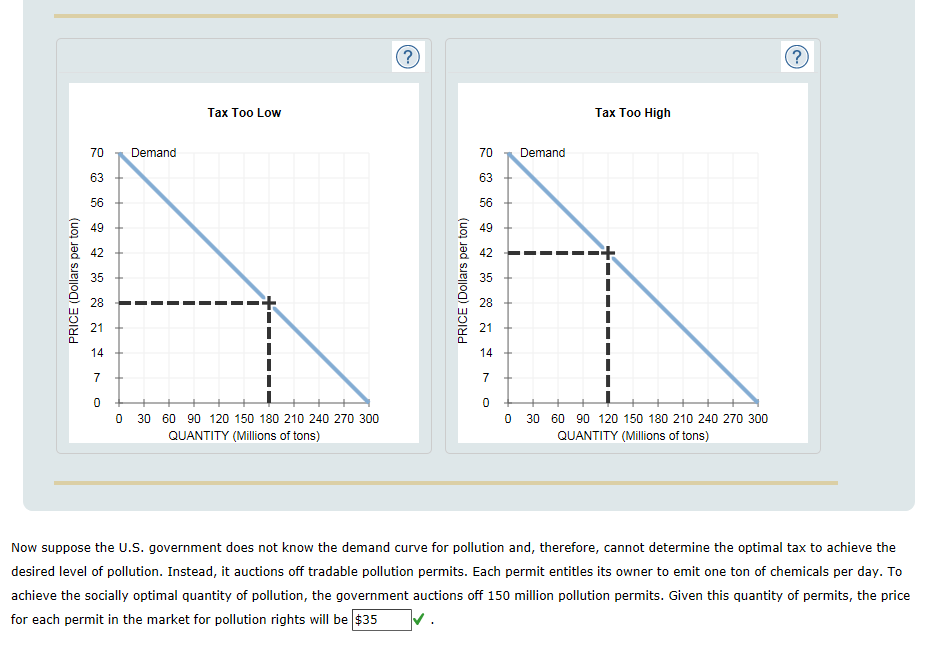 ?
?
Tax Too Low
Tax Too High
70
63
56
49
42
35
28
21
14
7
0
Demand
PRICE (Dollars per ton)
0 30 60 90 120 150 180 210 240 270 300
QUANTITY (Millions of tons)
70
63
56
49
42
35
28
21
14
7
0
Demand
PRICE (Dollars per ton)
0 30 60 90 120 150 180 210 240 270 300
QUANTITY (Millions of tons)
Now suppose the U.S. government does not know the demand curve for pollution and, therefore, cannot determine the optimal tax to achieve the
desired level of pollution. Instead, it auctions off tradable pollution permits. Each permit entitles its owner to emit one ton of chemicals per day. To
achieve the socially optimal quantity of pollution, the government auctions off 150 million pollution permits. Given this quantity of permits, the price
for each permit in the market for pollution rights will be $35 ✔ .